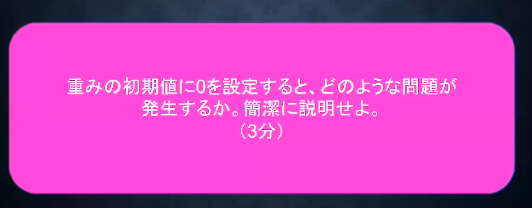 重みの初期値に0を設定すると、どのような問題が
発生するか。簡潔に説明せよ。
（3分）